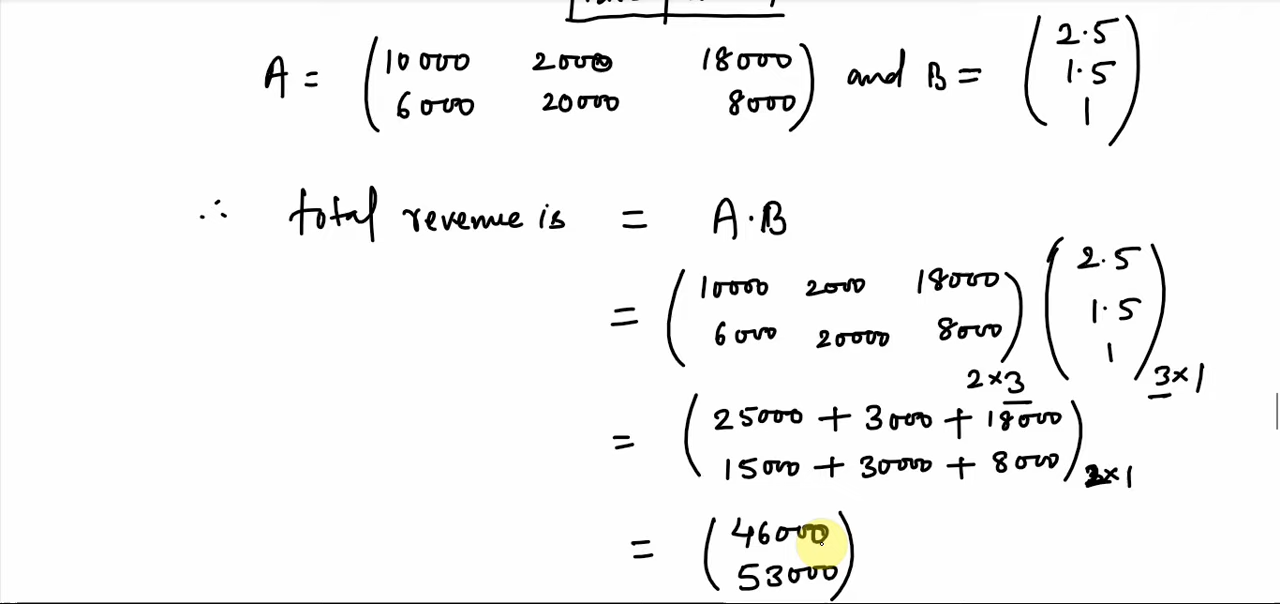 A = (10000 2000 18000 and B = (2.5
6000 20000 8000) 1.5
1)
∴ total revenue is = A·B
= (10000 2000 18000 (2.5
6000 20000 8000) 1.5
1)
2×3 3×1
= (25000 + 3000 + 18000
15000 + 30000 + 8000) 2×1
= (46000
53000)